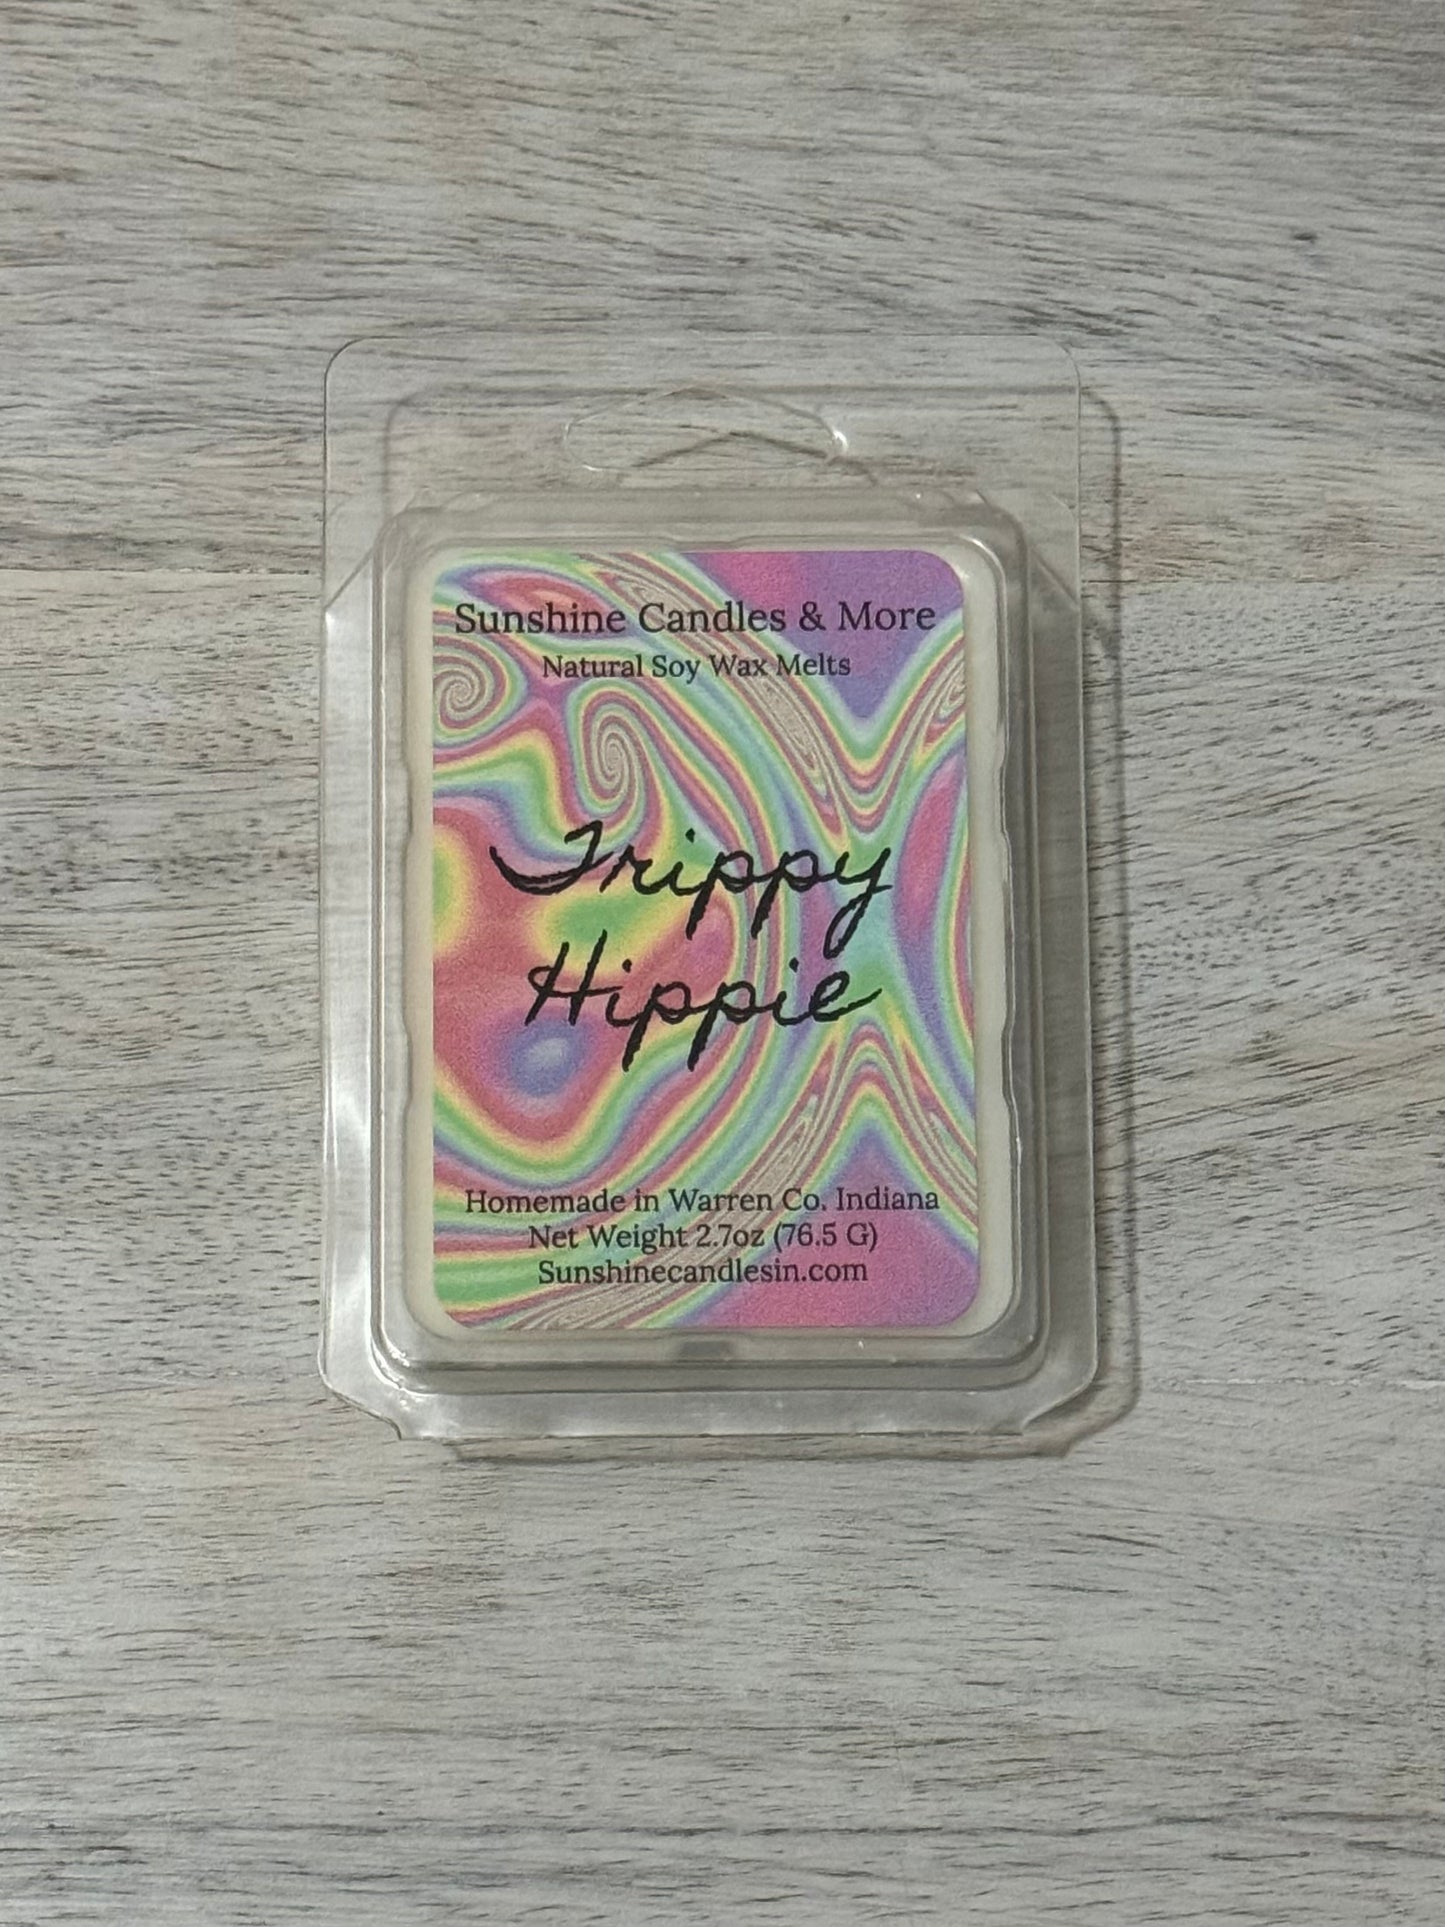 Sunshine Candles & More
Natural Soy Wax Melts
Trippy
Hippie
Homemade in Warren Co. Indiana
Net Weight 2.7oz (76.5 G)
Sunshinecandlesin.com